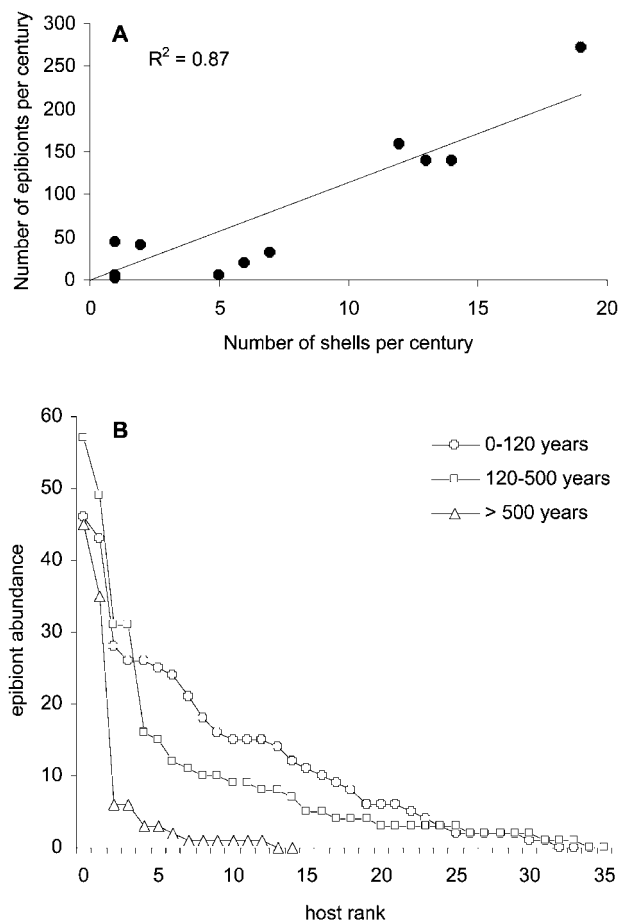 A
R² = 0.87
Number of epibionts per century
300
250
200
150
100
50
0
0 5 10 15 20
Number of shells per century
B
0-120 years
120-500 years
> 500 years
epibiont abundance
60
50
40
30
20
10
0
0 5 10 15 20 25 30 35
host rank